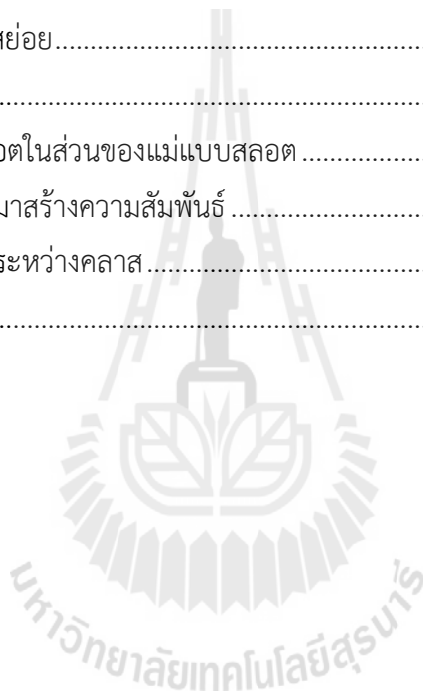 สย่อย
อตในส่วนของแม่แบบสลอต
มาสร้างความสัมพันธ์
ระหว่างคลาส
มหาวิทยาลัยเทคโนโลยีสุรนารี